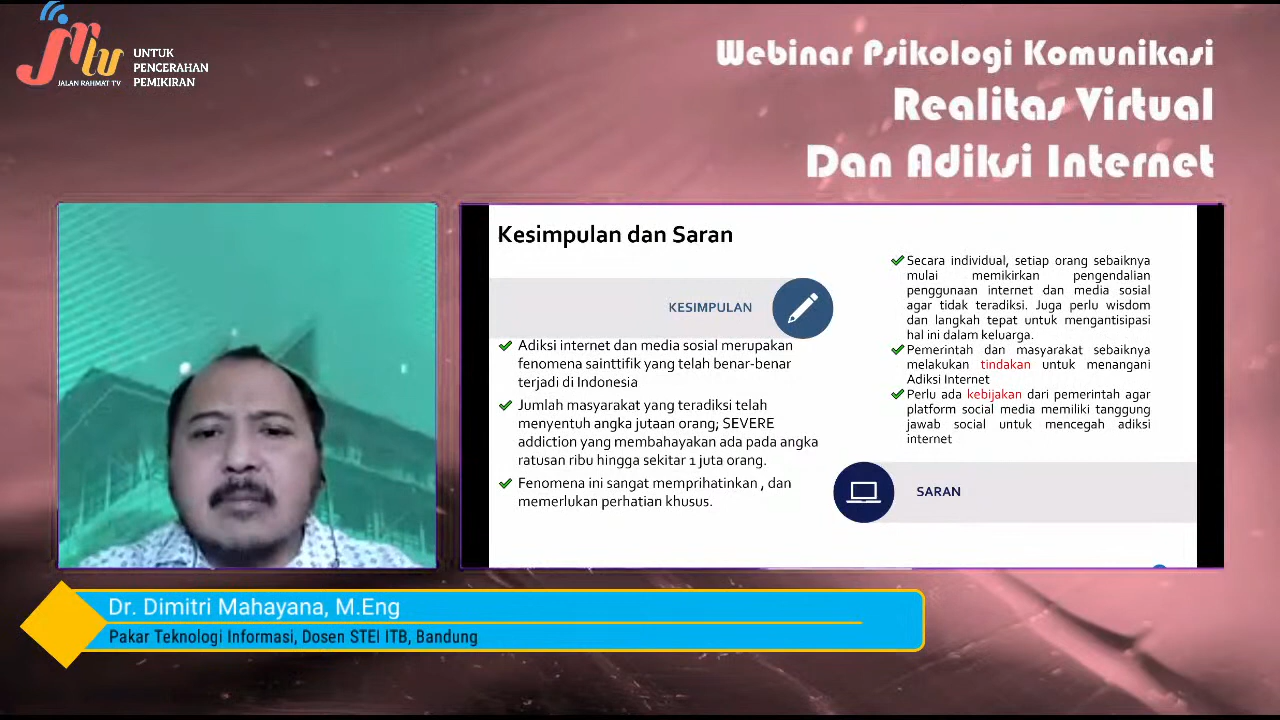 jrtv
JALAN RAHMAT TV
UNTUK
PENCERAHAN
PEMIKIRAN
Webinar Psikologi Komunikasi
Realitas Virtual
Dan Adiksi Internet
Kesimpulan dan Saran
KESIMPULAN
Adiksi internet dan media sosial merupakan
fenomena sainttifik yang telah benar-benar
terjadi di Indonesia
Jumlah masyarakat yang teradiksi telah
menyentuh angka jutaan orang; SEVERE
addiction yang membahayakan ada pada angka
ratusan ribu hingga sekitar 1 juta orang.
Fenomena ini sangat memprihatinkan , dan
memerlukan perhatian khusus.
Secara individual, setiap orang sebaiknya
mulai memikirkan pengendalian
penggunaan internet dan media sosial
agar tidak teradiksi. Juga perlu wisdom
dan langkah tepat untuk mengantisipasi
hal ini dalam keluarga.
Pemerintah dan masyarakat sebaiknya
melakukan tindakan untuk menangani
Adiksi Internet
Perlu ada kebijakan dari pemerintah agar
platform social media memiliki tanggung
jawab social untuk mencegah adiksi
internet
SARAN
Dr. Dimitri Mahayana, M.Eng
Pakar Teknologi Informasi, Dosen STEI ITB, Bandung